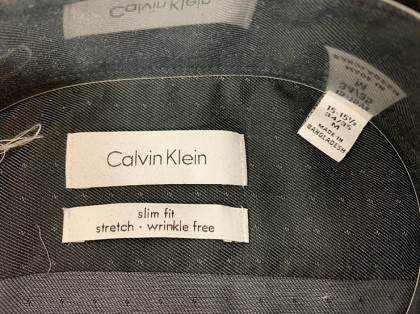 Calvin Klein
Calvin Klein
slim fit
stretch · wrinkle free
15-15½
34/35
M
MADE IN
BANGLADESH